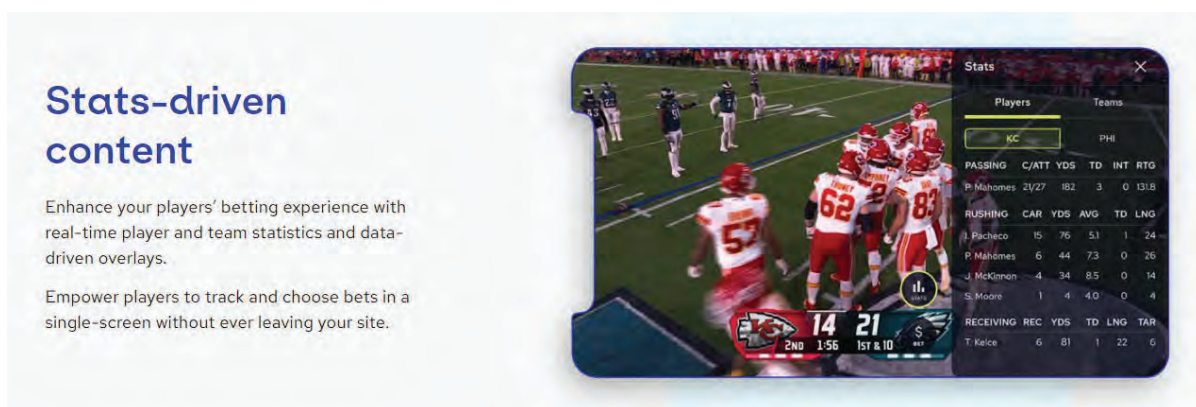 Stats-driven
content
Enhance your players' betting experience with
real-time player and team statistics and data-
driven overlays.
Empower players to track and choose bets in a
single-screen without ever leaving your site.
Stats
Players Teams
KC PHI
PASSING C/ATT YDS TD INT RTG
P. Mahomes 21/27 182 3 0 131.8
RUSHING CAR YDS AVG TD LNG
I. Pacheco 15 76 5.1 1 24
P. Mahomes 6 44 7.3 0 26
J. McKinnon 4 34 8.5 0 14
S. Moore 1 4 4.0 0 4
RECEIVING REC YDS TD LNG TAR
T. Kelce 6 81 1 22 6
62
83
57
STATS
14 21
2ND 1:56 1ST & 10
$
BET